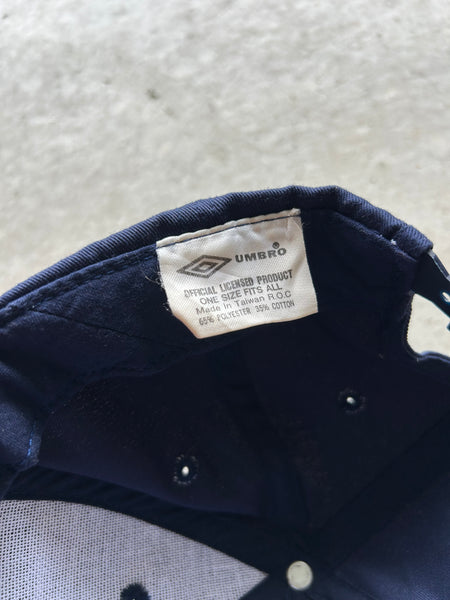 UMBRO®
OFFICIAL LICENSED PRODUCT
ONE SIZE FITS ALL
Made in Taiwan R.O.C
65% POLYESTER 35% COTTON